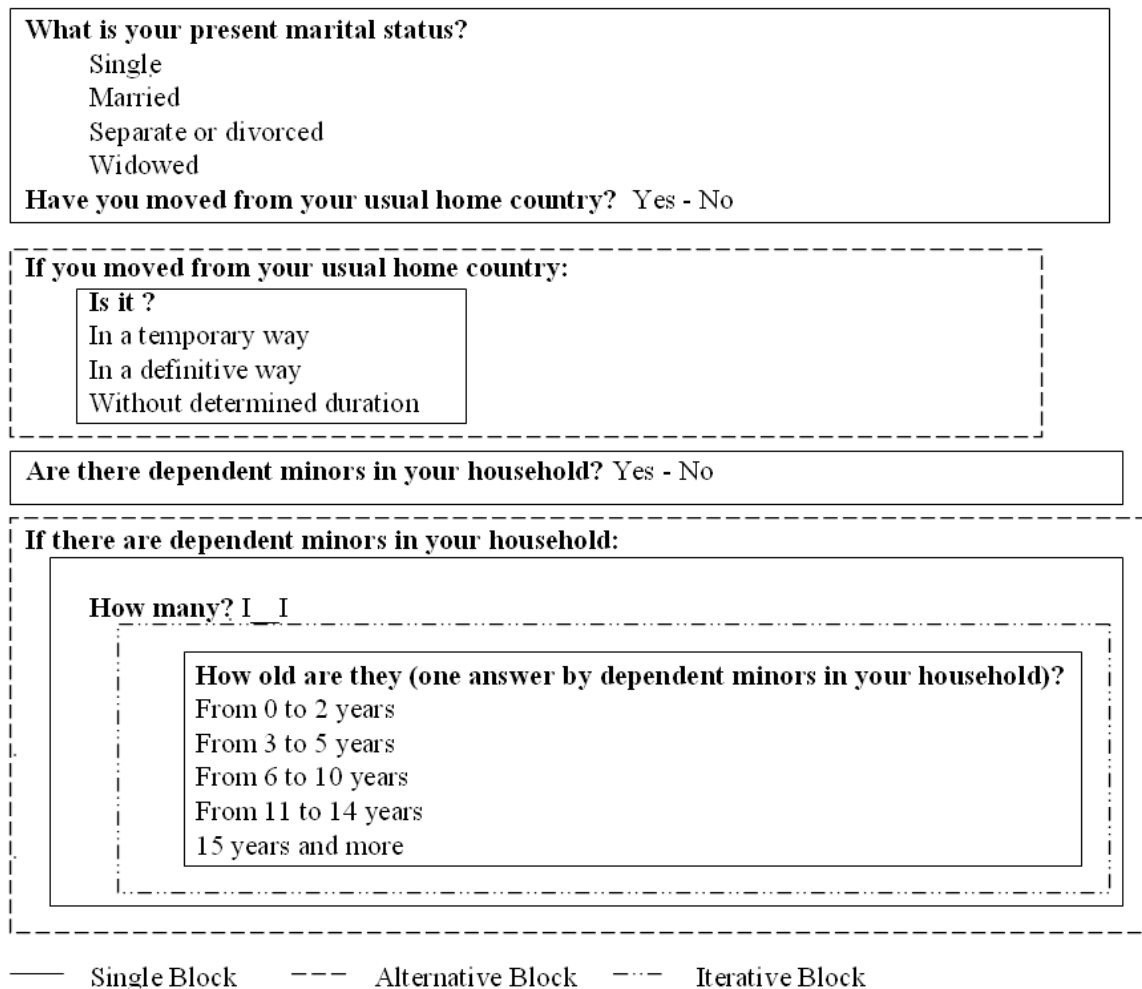 What is your present marital status?
Single
Married
Separate or divorced
Widowed
Have you moved from your usual home country? Yes - No
If you moved from your usual home country:
Is it ?
In a temporary way
In a definitive way
Without determined duration
Are there dependent minors in your household? Yes - No
If there are dependent minors in your household:
How many? I__I
How old are they (one answer by dependent minors in your household)?
From 0 to 2 years
From 3 to 5 years
From 6 to 10 years
From 11 to 14 years
15 years and more
Single Block Alternative Block Iterative Block